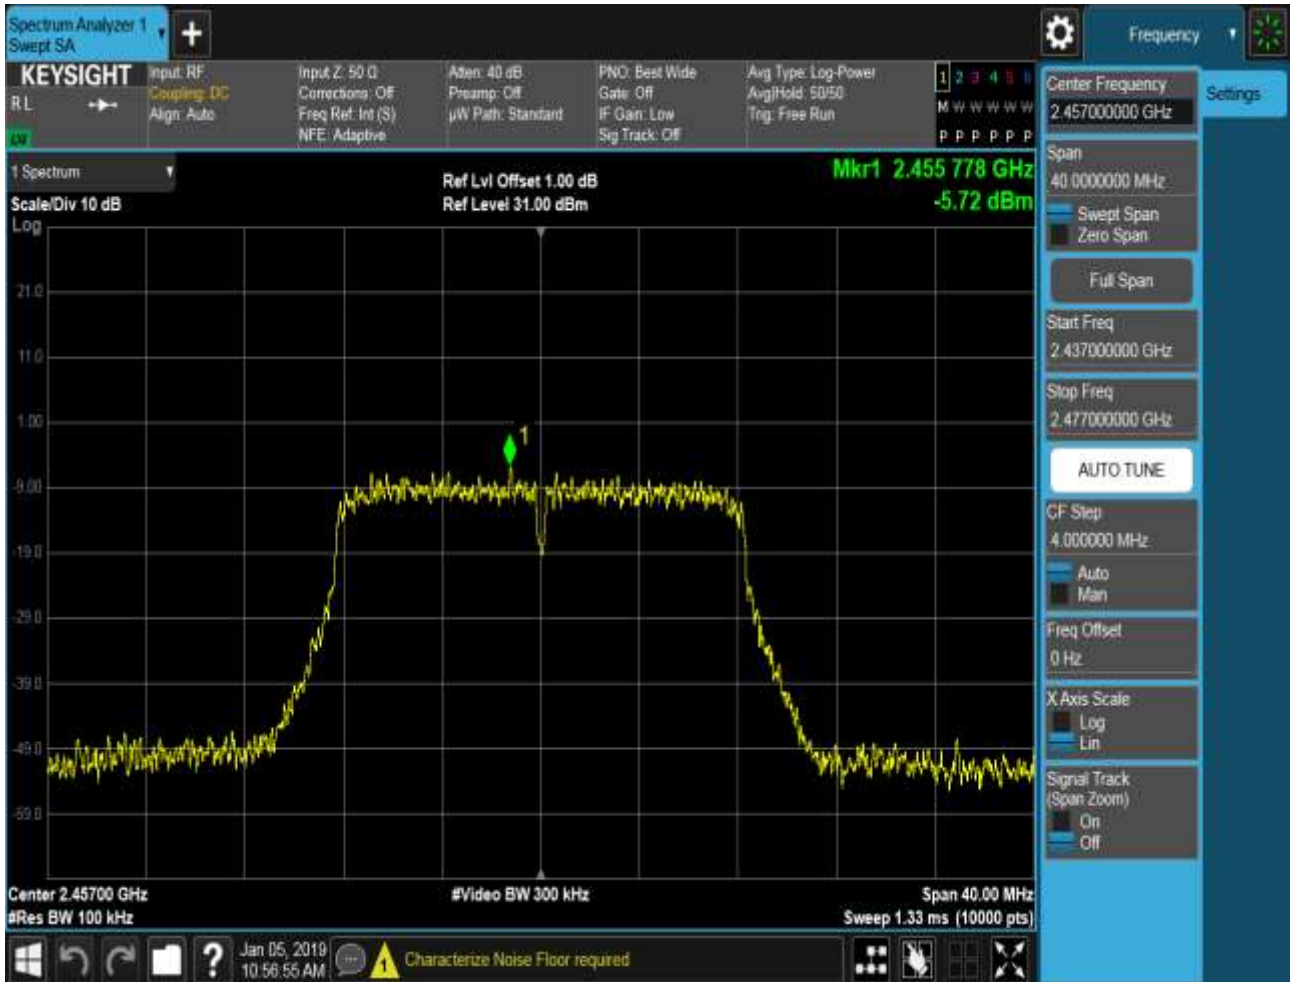 Spectrum Analyzer 1
Swept SA
+
Frequency
KEYSIGHT
RL
Input: RF
Coupling: DC
Align: Auto
Input Z: 50 Ω
Corrections: Off
Freq Ref: Int (S)
NFE: Adaptive
Atten: 40 dB
Preamp: Off
µW Path: Standard
PNO: Best Wide
Gate: Off
IF Gain: Low
Sig Track: Off
Avg Type: Log-Power
Avg|Hold: 50/50
Trig: Free Run
1 2 3 4 5 6
M W W W W W
P P P P P P
1 Spectrum
Scale/Div 10 dB
Log
Ref Lvl Offset 1.00 dB
Ref Level 31.00 dBm
Mkr1 2.455 778 GHz
-5.72 dBm
21.0
11.0
1.00
-9.00
-19.0
-29.0
-39.0
-49.0
-59.0
1
Center 2.45700 GHz
#Res BW 100 kHz
#Video BW 300 kHz
Span 40.00 MHz
Sweep 1.33 ms (10000 pts)
Center Frequency
2.457000000 GHz
Settings
Span
40.0000000 MHz
Swept Span
Zero Span
Full Span
Start Freq
2.437000000 GHz
Stop Freq
2.477000000 GHz
AUTO TUNE
CF Step
4.000000 MHz
Auto
Man
Freq Offset
0 Hz
X Axis Scale
Log
Lin
Signal Track
(Span Zoom)
On
Off
?
Jan 05, 2019
10:56:55 AM
1
Characterize Noise Floor required